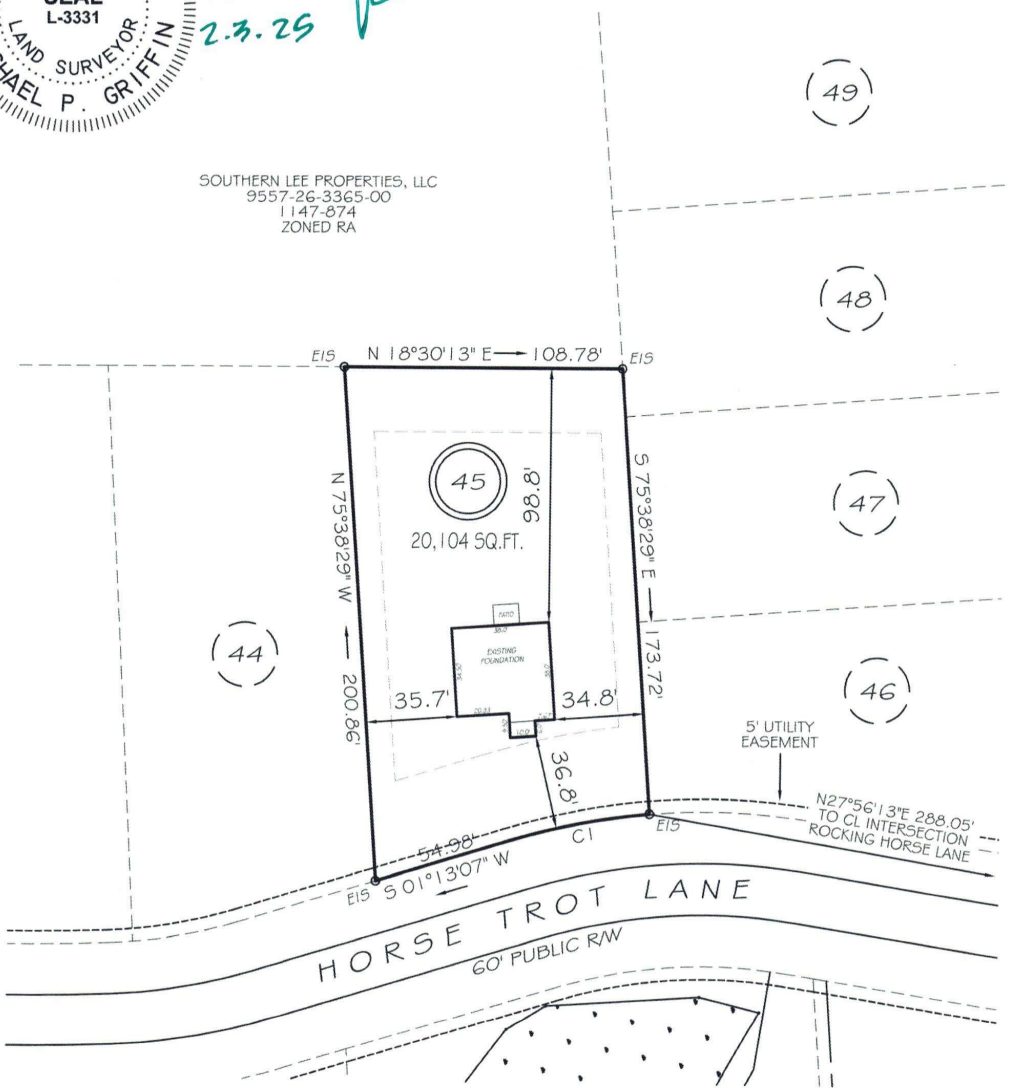 SEAL
L-3331
LAND SURVEYOR
MICHAEL P. GRIFFIN
2.3.25
49
SOUTHERN LEE PROPERTIES, LLC
9557-26-3365-00
1147-874
ZONED RA
48
EIS
N 18°30'13" E
108.78'
EIS
45
20,104 SQ.FT.
98.8'
N 75°38'29" W
200.86'
S 75°38'29" E
173.72'
47
PATIO
38.0'
EXISTING
FOUNDATION
44
46
35.7'
34.8'
5' UTILITY
EASEMENT
36.8'
N27°56'13"E 288.05'
TO CL INTERSECTION
ROCKING HORSE LANE
EIS
C1
54.98'
EIS
S 01°13'07" W
HORSE TROT LANE
60' PUBLIC R/W